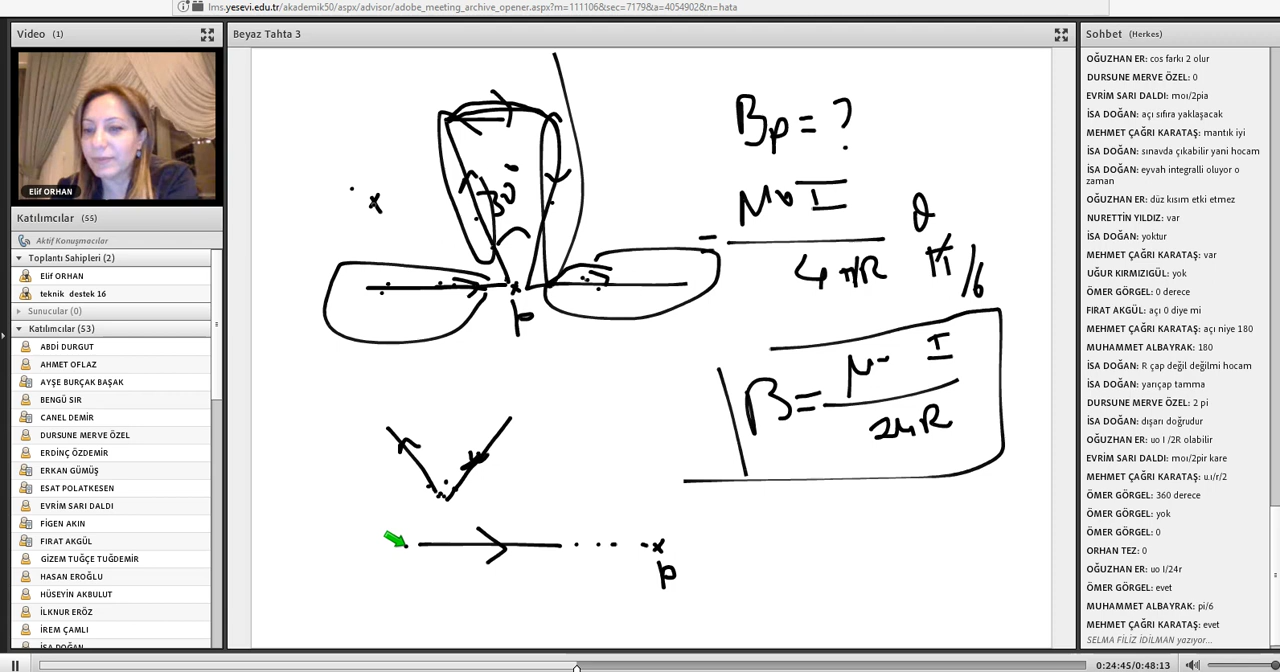 lms.yesevi.edu.tr/akademik50/aspx/advisor/adobe_meeting_archive_opener.aspx?m=111106&sec=7179&a=4054902&n=hata
Video (1)
Elif ORHAN
Katılımcılar (55)
Aktif Konuşmacılar
Toplantı Sahipleri (2)
Elif ORHAN
teknik destek 16
Sunucular (0)
Katılımcılar (53)
ABDİ DURGUT
AHMET OFLAZ
AYŞE BURÇAK BAŞAK
BENGÜ SIR
CANEL DEMİR
DURSUNE MERVE ÖZEL
ERDİNÇ ÖZDEMİR
ERKAN GÜMÜŞ
ESAT POLATKESEN
EVRİM SARI DALDI
FİGEN AKIN
FIRAT AKGÜL
GİZEM TUĞÇE TUĞDEMİR
HASAN EROĞLU
HÜSEYİN AKBULUT
İLKNUR ERÖZ
İREM ÇAMLI
İSA DOĞAN
Beyaz Tahta 3
x
30°
x
P
Bp = ?
= μ0 I
4πR
θ
π/6
B = μ0 I
24R
x
P
Sohbet (Herkes)
OĞUZHAN ER: cos farkı 2 olur
DURSUNE MERVE ÖZEL: 0
EVRİM SARI DALDI: moı/2pia
İSA DOĞAN: açı sıfıra yaklaşacak
MEHMET ÇAĞRI KARATAŞ: mantık iyi
İSA DOĞAN: sınavda çıkabilir yani hocam
İSA DOĞAN: eyvah integralli oluyor o
zaman
OĞUZHAN ER: düz kısım etki etmez
NURETTİN YILDIZ: var
İSA DOĞAN: yoktur
MEHMET ÇAĞRI KARATAŞ: var
UĞUR KIRMIZIGÜL: yok
ÖMER GÖRGEL: 0 derece
FIRAT AKGÜL: açı 0 diye mi
MEHMET ÇAĞRI KARATAŞ: açı niye 180
MUHAMMET ALBAYRAK: 180
İSA DOĞAN: R çap değil değilmi hocam
İSA DOĞAN: yarıçap tamma
DURSUNE MERVE ÖZEL: 2 pi
İSA DOĞAN: dışarı doğrudur
OĞUZHAN ER: uo I /2R olabilir
EVRİM SARI DALDI: moı/2pir kare
MEHMET ÇAĞRI KARATAŞ: u.ı/r/2
ÖMER GÖRGEL: 360 derece
ÖMER GÖRGEL: yok
ÖMER GÖRGEL: 0
ORHAN TEZ: 0
OĞUZHAN ER: uo I/24r
ÖMER GÖRGEL: evet
MUHAMMET ALBAYRAK: pi/6
MEHMET ÇAĞRI KARATAŞ: evet
SELMA FİLİZ İDİLMAN yazıyor...
0:24:45/0:48:13